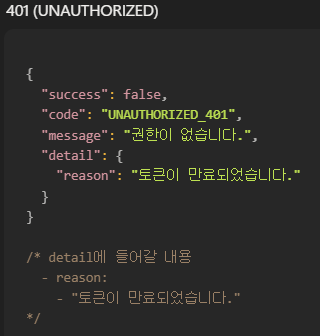 401 (UNAUTHORIZED)
{
  "success": false,
  "code": "UNAUTHORIZED_401",
  "message": "권한이 없습니다.",
  "detail": {
    "reason": "토큰이 만료되었습니다."
  }
}
/* detail에 들어갈 내용
  - reason:
    - "토큰이 만료되었습니다."
*/